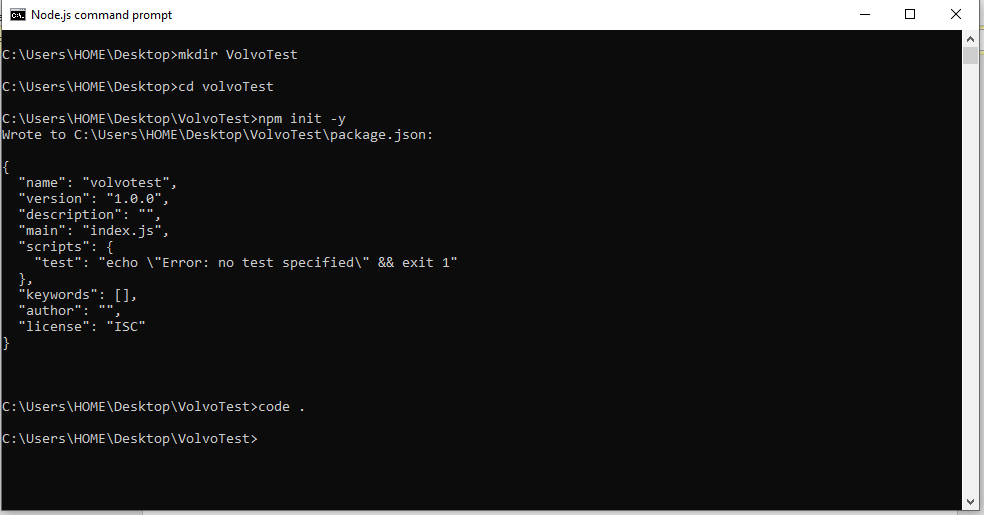 Node.js command prompt
C:\Users\HOME\Desktop>mkdir VolvoTest
C:\Users\HOME\Desktop>cd volvoTest
C:\Users\HOME\Desktop\VolvoTest>npm init -y
Wrote to C:\Users\HOME\Desktop\VolvoTest\package.json:
{
  "name": "volvotest",
  "version": "1.0.0",
  "description": "",
  "main": "index.js",
  "scripts": {
    "test": "echo \"Error: no test specified\" && exit 1"
  },
  "keywords": [],
  "author": "",
  "license": "ISC"
}
C:\Users\HOME\Desktop\VolvoTest>code .
C:\Users\HOME\Desktop\VolvoTest>